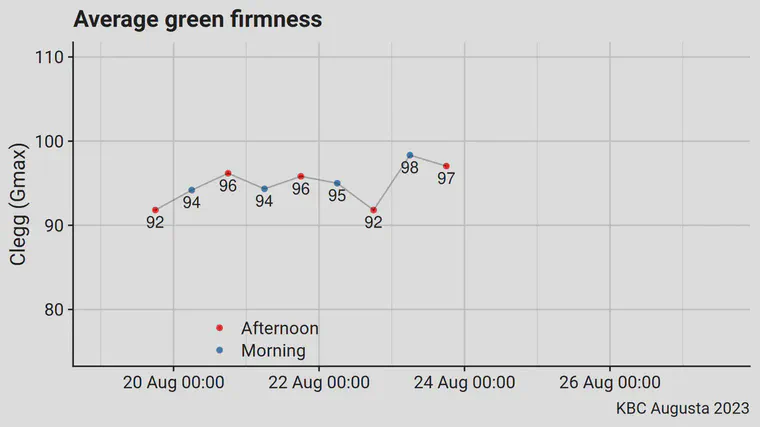 Average green firmness
Clegg (Gmax)
110
100
90
80
92
94
96
94
96
95
92
98
97
Afternoon
Morning
20 Aug 00:00
22 Aug 00:00
24 Aug 00:00
26 Aug 00:00
KBC Augusta 2023